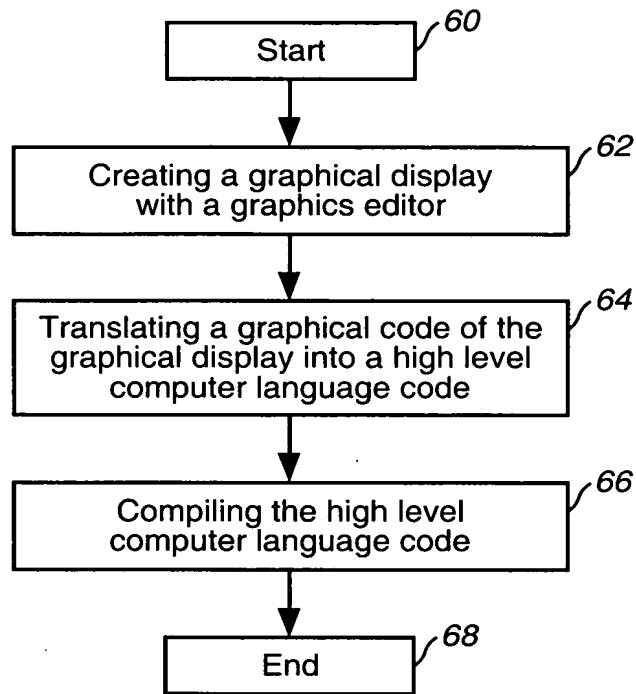 60
Start
62
Creating a graphical display
with a graphics editor
64
Translating a graphical code of the
graphical display into a high level
computer language code
66
Compiling the high level
computer language code
68
End